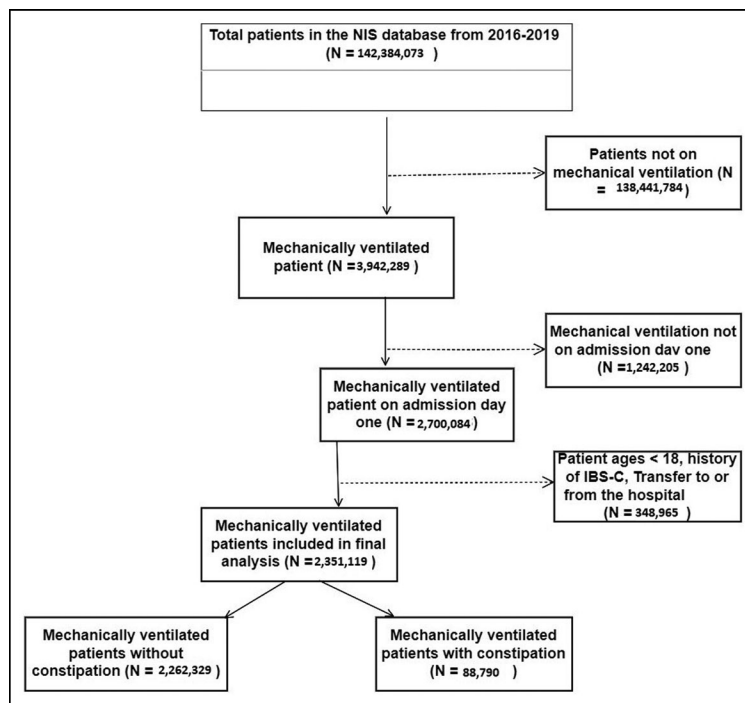 Total patients in the NIS database from 2016-2019
(N = 142,384,073 )
Patients not on
mechanical ventilation (N
= 138,441,784 )
Mechanically ventilated
patient (N =3,942,289 )
Mechanical ventilation not
on admission dav one
(N =1,242,205 )
Mechanically ventilated
patient on admission day
one (N = 2,700,084)
Patient ages < 18, history
of IBS-C, Transfer to or
from the hospital
(N = 348,965 )
Mechanically ventilated
patients included in final
analysis (N =2,351,119 )
Mechanically ventilated
patients without
constipation (N = 2,262,329 )
Mechanically ventilated
patients with constipation
(N = 88,790 )